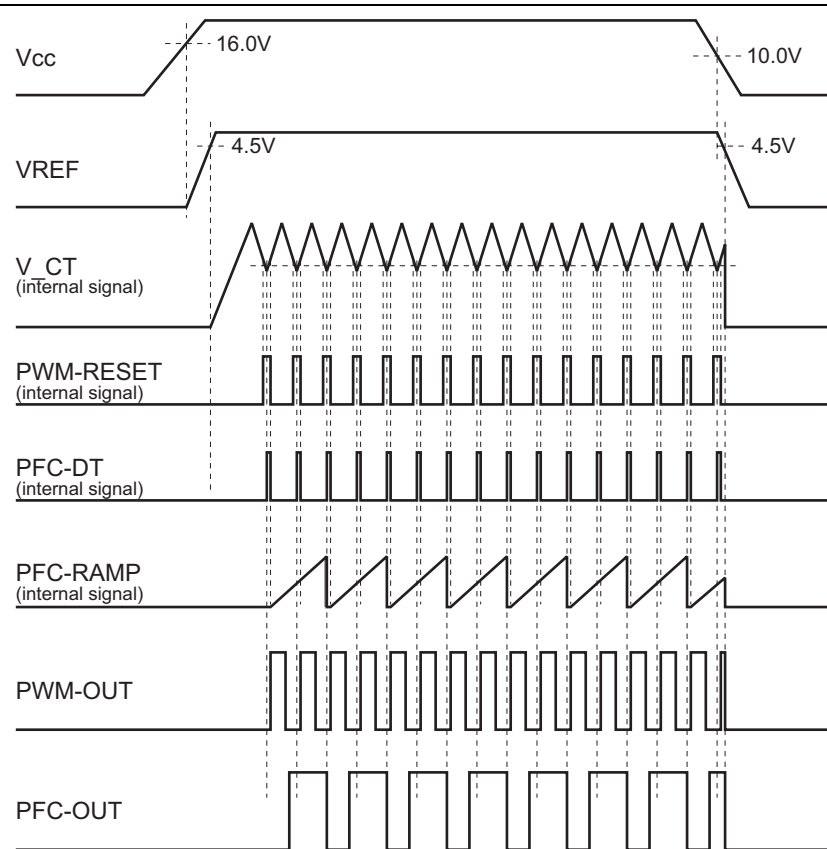 Vcc
16.0V
10.0V
VREF
4.5V
4.5V
V_CT
(internal signal)
PWM-RESET
(internal signal)
PFC-DT
(internal signal)
PFC-RAMP
(internal signal)
PWM-OUT
PFC-OUT